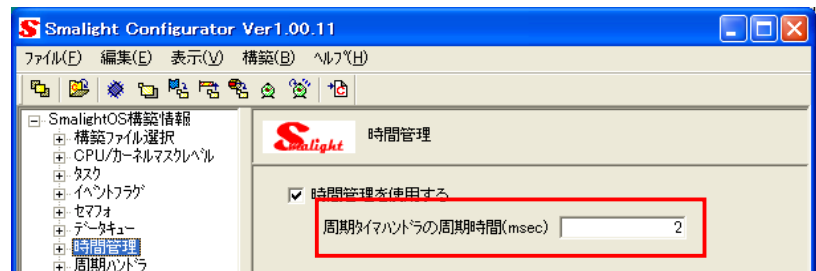 Smalight Configurator Ver1.00.11
ﾌｧｲﾙ(F) 編集(E) 表示(V) 構築(B) ﾍﾙﾌﾟ(H)
SmalightOS構築情報
構築ﾌｧｲﾙ選択
CPU/ｶｰﾈﾙﾏｽｸﾚﾍﾞﾙ
ﾀｽｸ
ｲﾍﾞﾝﾄﾌﾗｸﾞ
ｾﾏﾌｫ
ﾃﾞｰﾀｷｭｰ
時間管理
周期ﾊﾝﾄﾞﾗ
Smalight 時間管理
時間管理を使用する
周期ﾀｲﾏﾊﾝﾄﾞﾗの周期時間(msec) 2